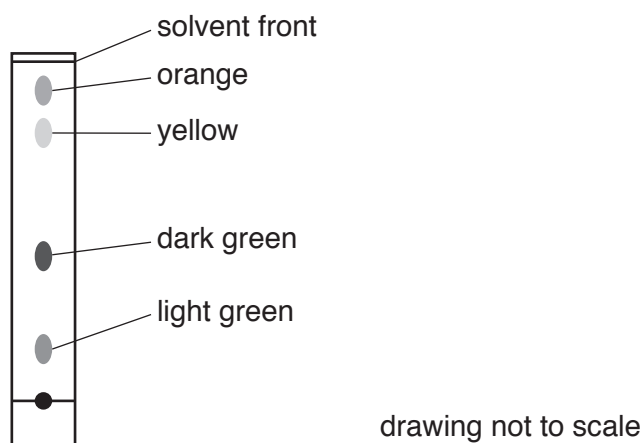 solvent front
orange
yellow
dark green
light green
drawing not to scale